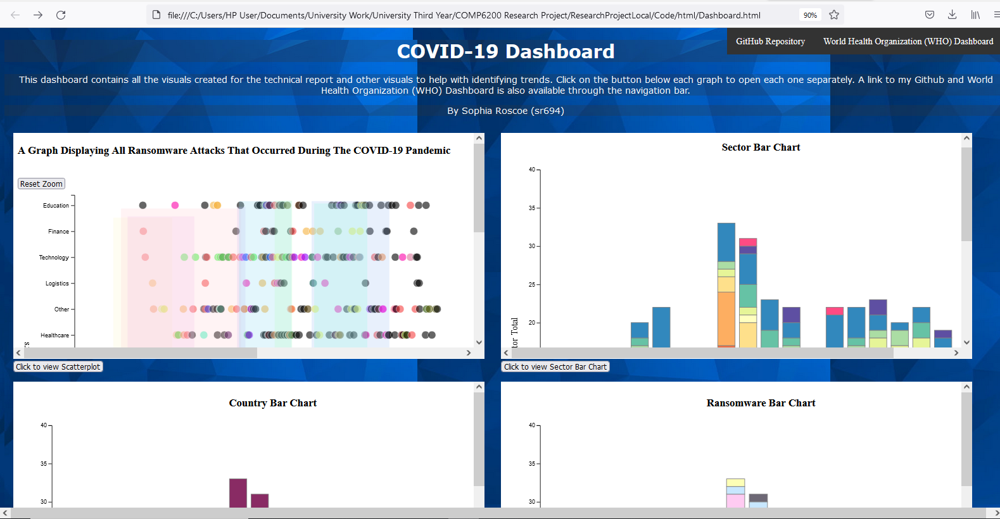 file:///C:/Users/HP User/Documents/University Work/University Third Year/COMP6200 Research Project/ResearchProjectLocal/Code/html/Dashboard.html
90%
GitHub Repository
World Health Organization (WHO) Dashboard
COVID-19 Dashboard
This dashboard contains all the visuals created for the technical report and other visuals to help with identifying trends. Click on the button below each graph to open each one separately. A link to my Github and World
Health Organization (WHO) Dashboard is also available through the navigation bar.
By Sophia Roscoe (sr694)
A Graph Displaying All Ransomware Attacks That Occurred During The COVID-19 Pandemic
Reset Zoom
Education
Finance
Technology
Logistics
Other
Healthcare
Click to view Scatterplot
Sector Bar Chart
40
35
30
25
20
Total
Click to view Sector Bar Chart
Country Bar Chart
40
35
30
Ransomware Bar Chart
40
35
30